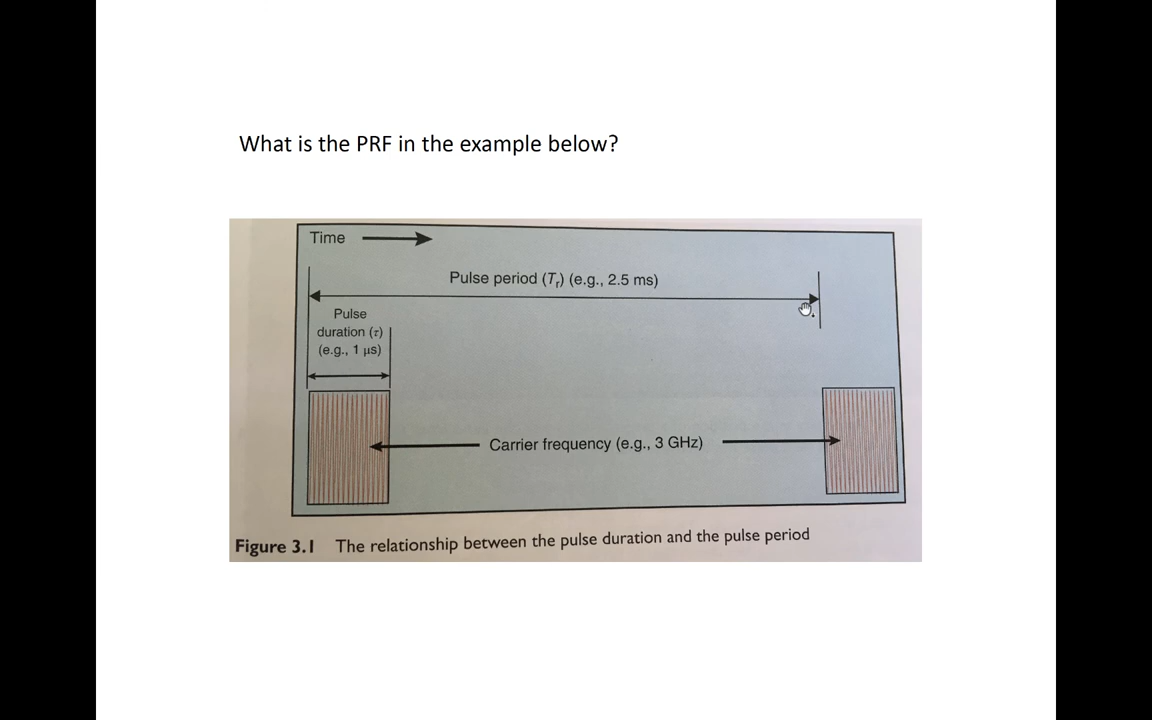 What is the PRF in the example below?
Time
Pulse period (Tr) (e.g., 2.5 ms)
Pulse
duration (τ)
(e.g., 1 μs)
Carrier frequency (e.g., 3 GHz)
Figure 3.1 The relationship between the pulse duration and the pulse period